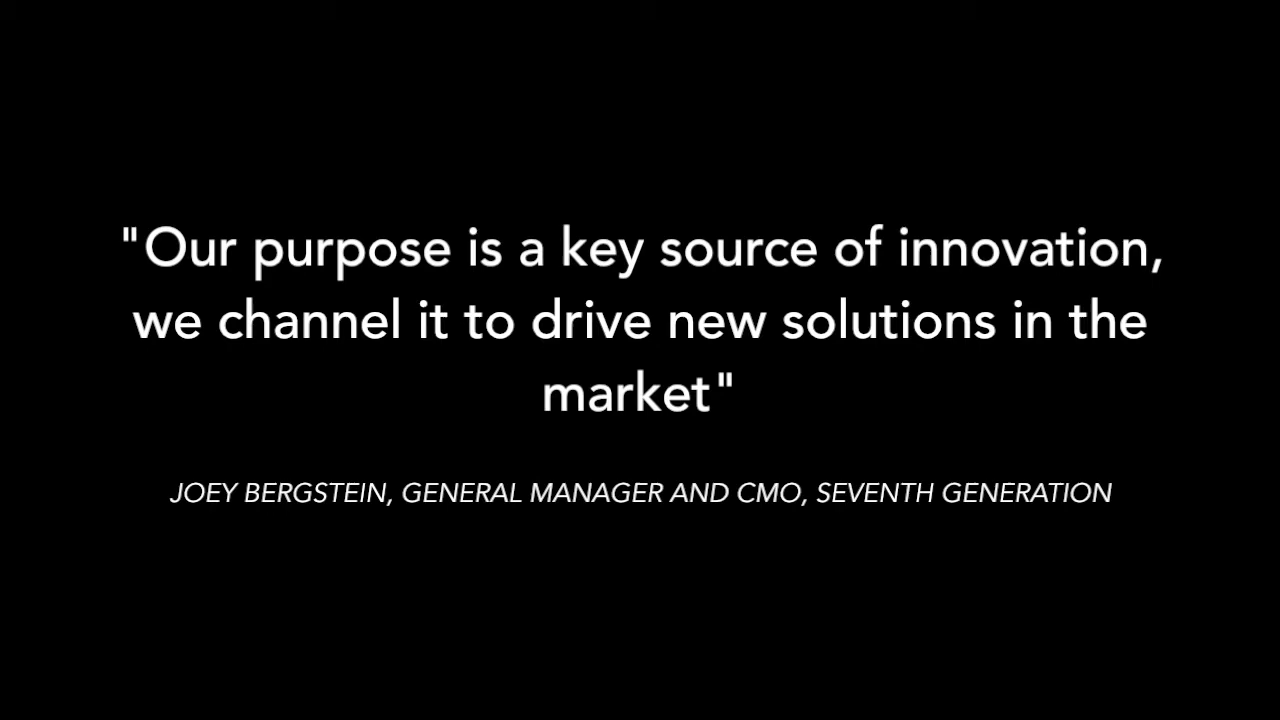 "Our purpose is a key source of innovation,
we channel it to drive new solutions in the
market"
JOEY BERGSTEIN, GENERAL MANAGER AND CMO, SEVENTH GENERATION